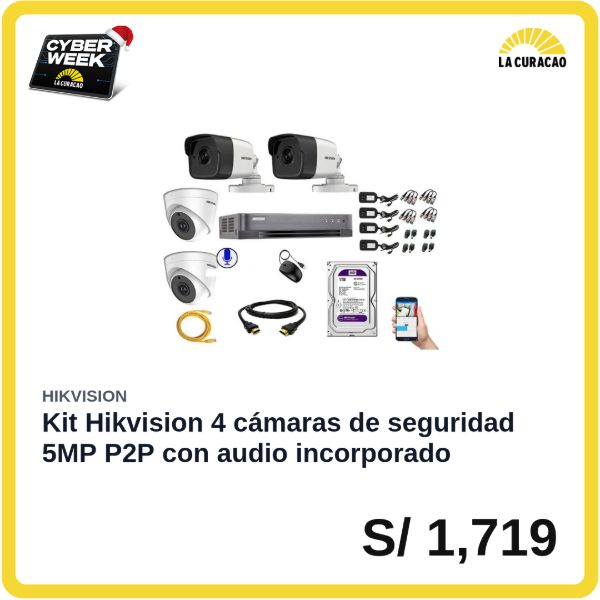 CYBER
WEEK
LA CURACAO
LA CURACAO
HIKVISION
Kit Hikvision 4 cámaras de seguridad
5MP P2P con audio incorporado
S/ 1,719